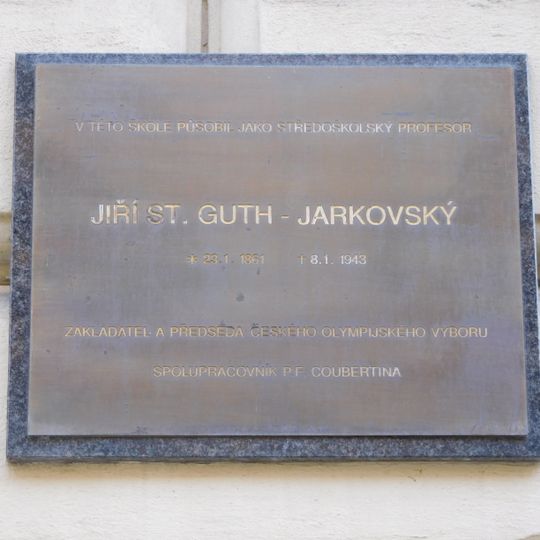 V TÉTO ŠKOLE PŮSOBIL JAKO STŘEDOŠKOLSKÝ PROFESOR
JIŘÍ ST. GUTH - JARKOVSKÝ
* 23.1. 1861 † 8.1. 1943
ZAKLADATEL A PŘEDSEDA ČESKÉHO OLYMPIJSKÉHO VÝBORU
SPOLUPRACOVNÍK P.F. COUBERTINA